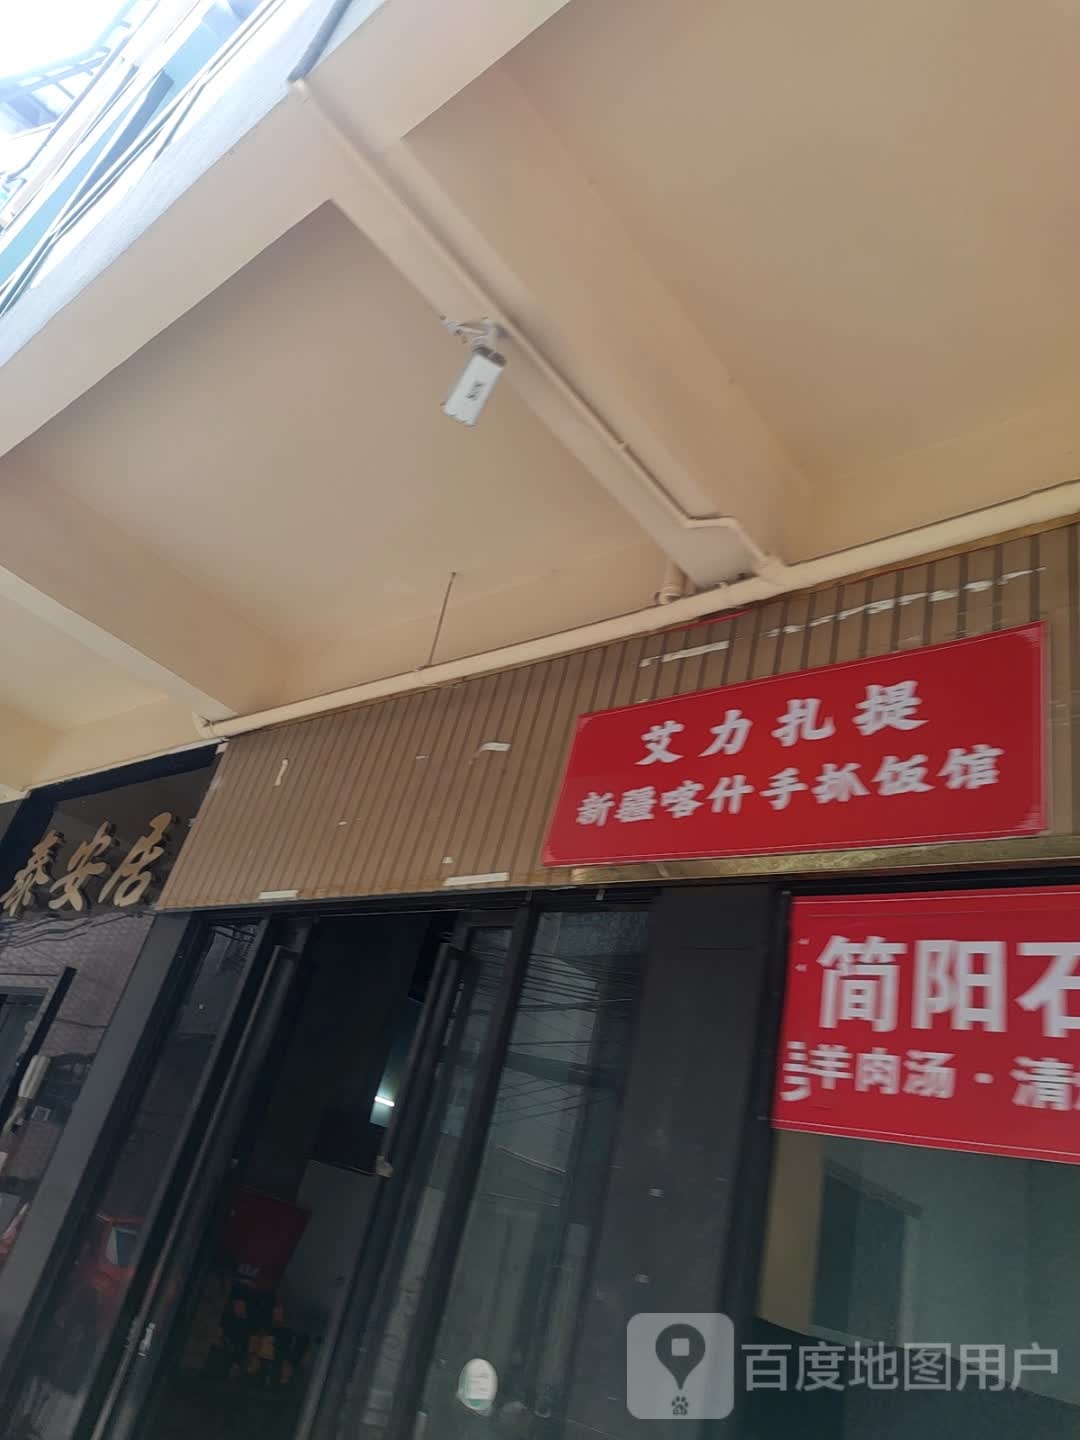 艾力扎提
新疆喀什手抓饭馆
泰安居
简阳石
羊肉汤·清
百度地图用户